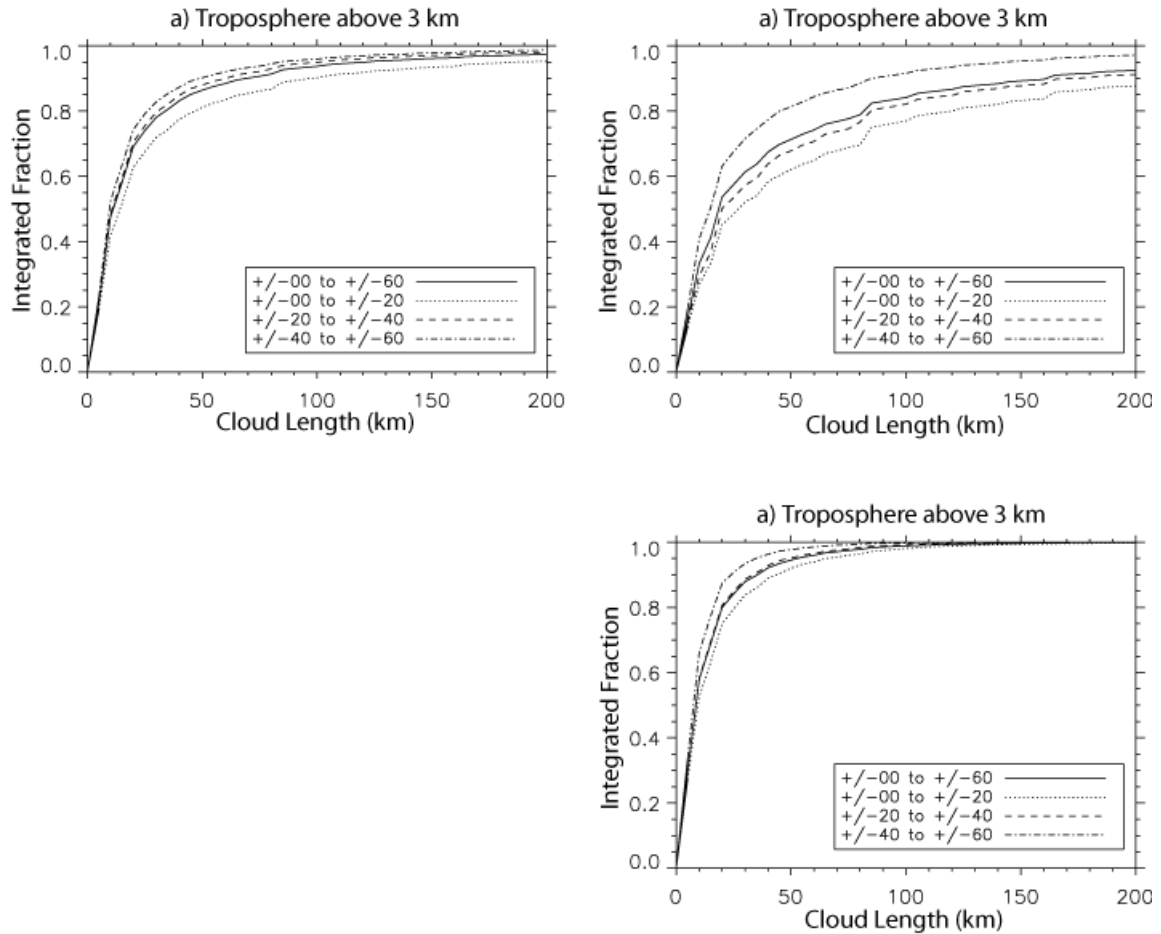 a) Troposphere above 3 km
1.0
0.8
0.6
0.4
0.2
0.0
Integrated Fraction
+/−00 to +/−60
+/−00 to +/−20
+/−20 to +/−40
+/−40 to +/−60
0 50 100 150 200
Cloud Length (km)
a) Troposphere above 3 km
1.0
0.8
0.6
0.4
0.2
0.0
Integrated Fraction
+/−00 to +/−60
+/−00 to +/−20
+/−20 to +/−40
+/−40 to +/−60
0 50 100 150 200
Cloud Length (km)
a) Troposphere above 3 km
1.0
0.8
0.6
0.4
0.2
0.0
Integrated Fraction
+/−00 to +/−60
+/−00 to +/−20
+/−20 to +/−40
+/−40 to +/−60
0 50 100 150 200
Cloud Length (km)